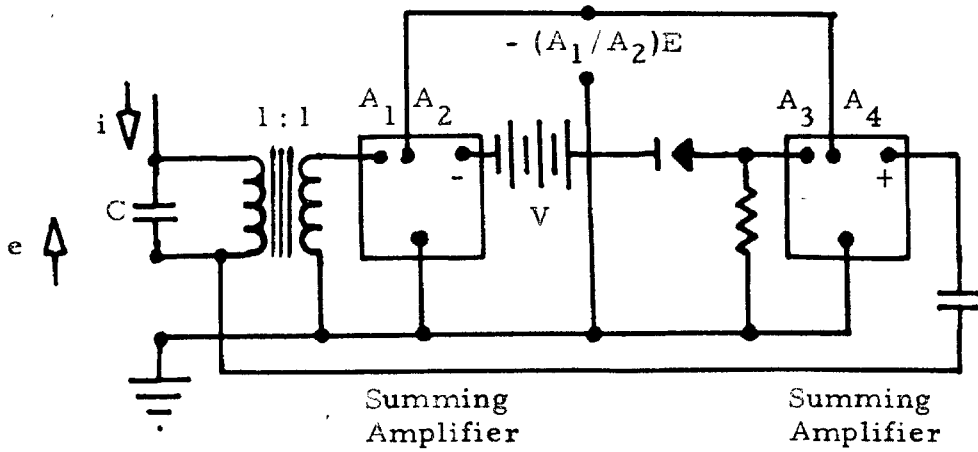 - (A1/A2)E
A1 A2
A3 A4
i
1 : 1
-
+
C
V
e
Summing
Amplifier
Summing
Amplifier